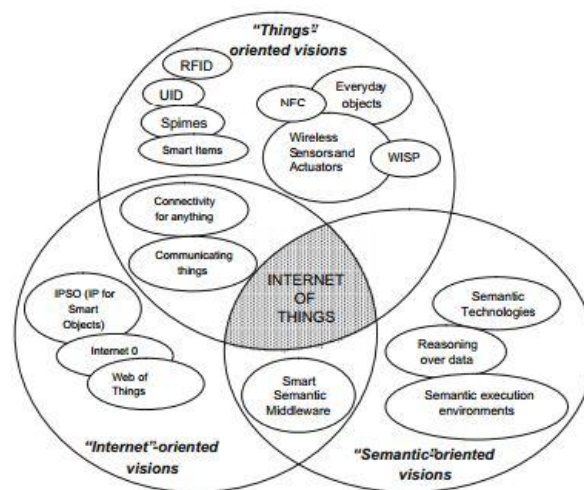 “Things”
oriented visions
RFID
UID
Spimes
Smart Items
NFC
Everyday
objects
Wireless
Sensors and
Actuators
WISP
Connectivity
for anything
Communicating
things
INTERNET
OF
THINGS
IPSO (IP for
Smart
Objects)
Internet 0
Web of
Things
Semantic
Technologies
Reasoning
over data
Semantic execution
environments
Smart
Semantic
Middleware
“Internet”-oriented
visions
“Semantic”-oriented
visions